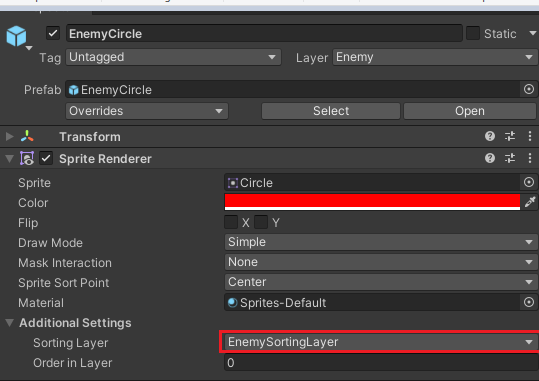 EnemyCircle Static
Tag Untagged Layer Enemy
Prefab EnemyCircle
Overrides Select Open
Transform
Sprite Renderer
Sprite Circle
Color
Flip X Y
Draw Mode Simple
Mask Interaction None
Sprite Sort Point Center
Material Sprites-Default
Additional Settings
Sorting Layer EnemySortingLayer
Order in Layer 0